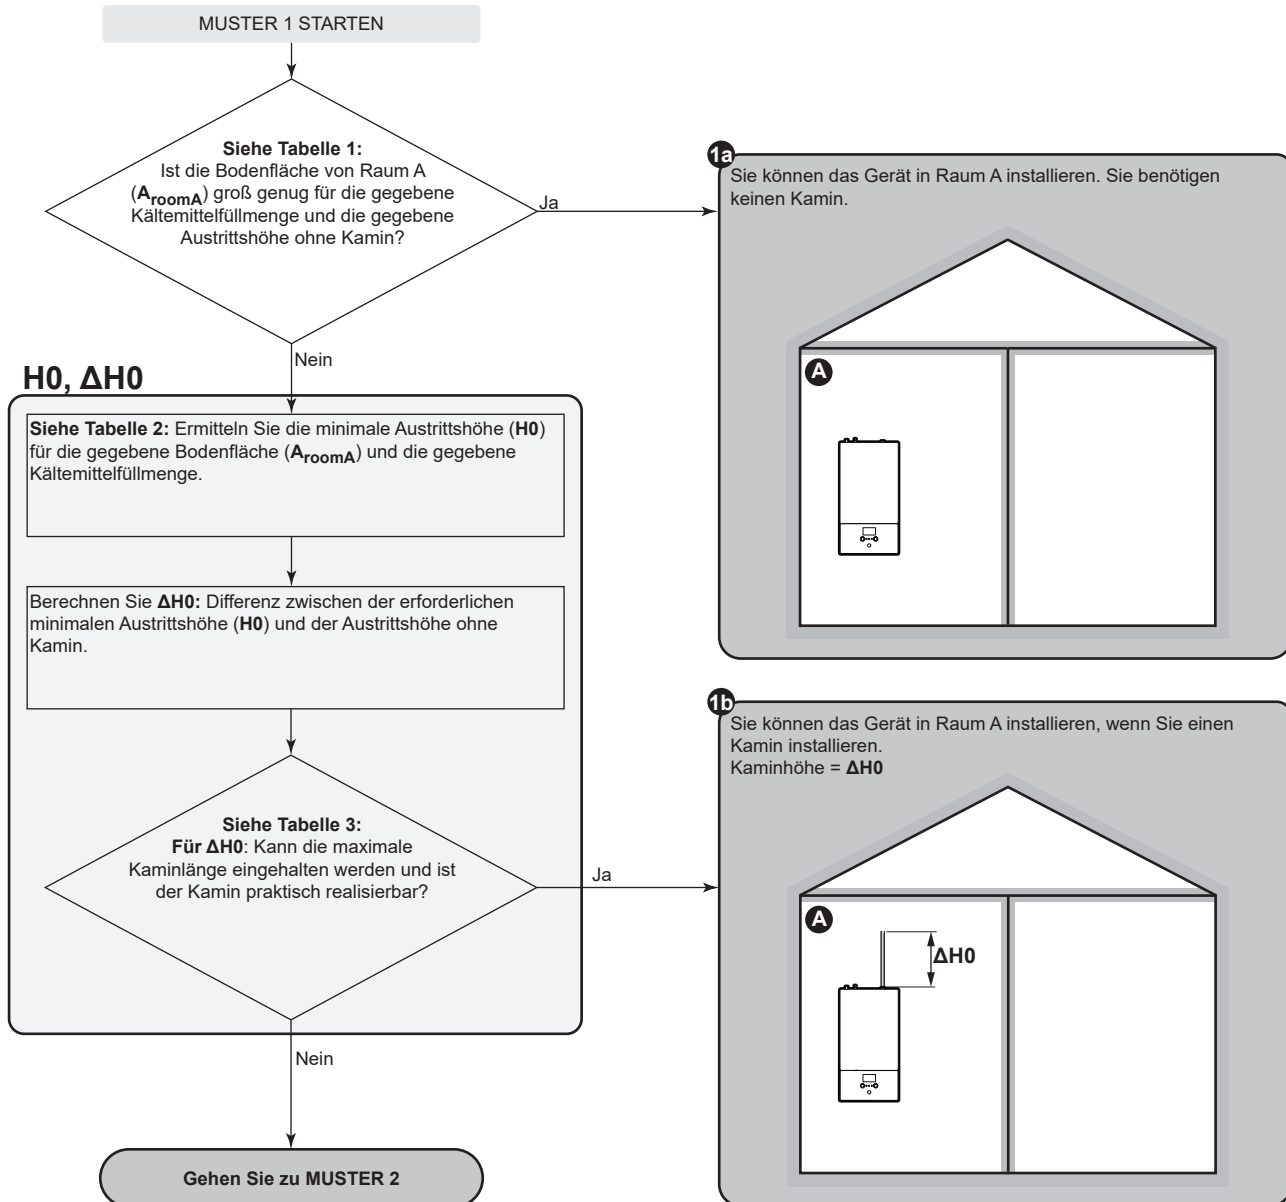 MUSTER 1 STARTEN
Siehe Tabelle 1:
Ist die Bodenfläche von Raum A
(AroomA) groß genug für die gegebene
Kältemittelfüllmenge und die gegebene
Austrittshöhe ohne Kamin?
Ja
1a
Sie können das Gerät in Raum A installieren. Sie benötigen
keinen Kamin.
A
Nein
H0, ΔH0
Siehe Tabelle 2: Ermitteln Sie die minimale Austrittshöhe (H0)
für die gegebene Bodenfläche (AroomA) und die gegebene
Kältemittelfüllmenge.
Berechnen Sie ΔH0: Differenz zwischen der erforderlichen
minimalen Austrittshöhe (H0) und der Austrittshöhe ohne
Kamin.
Siehe Tabelle 3:
Für ΔH0: Kann die maximale
Kaminlänge eingehalten werden und ist
der Kamin praktisch realisierbar?
Ja
1b
Sie können das Gerät in Raum A installieren, wenn Sie einen
Kamin installieren.
Kaminhöhe = ΔH0
A
ΔH0
Nein
Gehen Sie zu MUSTER 2